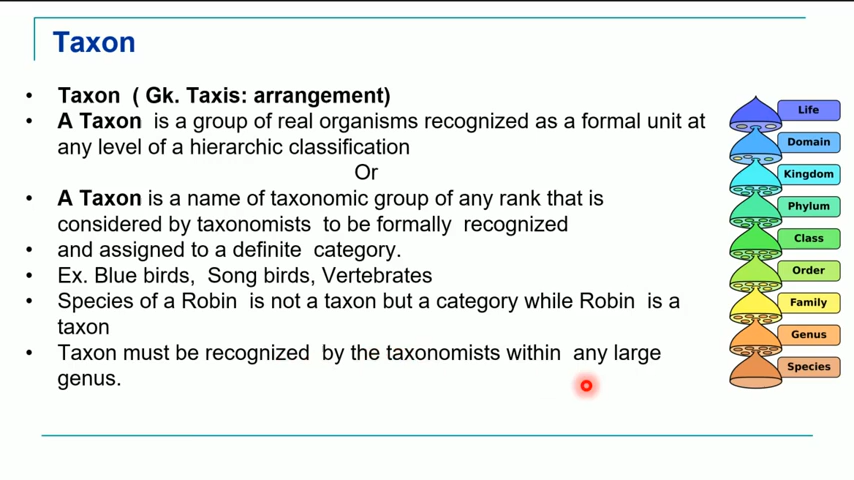 Taxon
• Taxon ( Gk. Taxis: arrangement)
• A Taxon is a group of real organisms recognized as a formal unit at
any level of a hierarchic classification
Or
• A Taxon is a name of taxonomic group of any rank that is
considered by taxonomists to be formally recognized
• and assigned to a definite category.
• Ex. Blue birds, Song birds, Vertebrates
• Species of a Robin is not a taxon but a category while Robin is a
taxon
• Taxon must be recognized by the taxonomists within any large
genus.
Life
Domain
Kingdom
Phylum
Class
Order
Family
Genus
Species